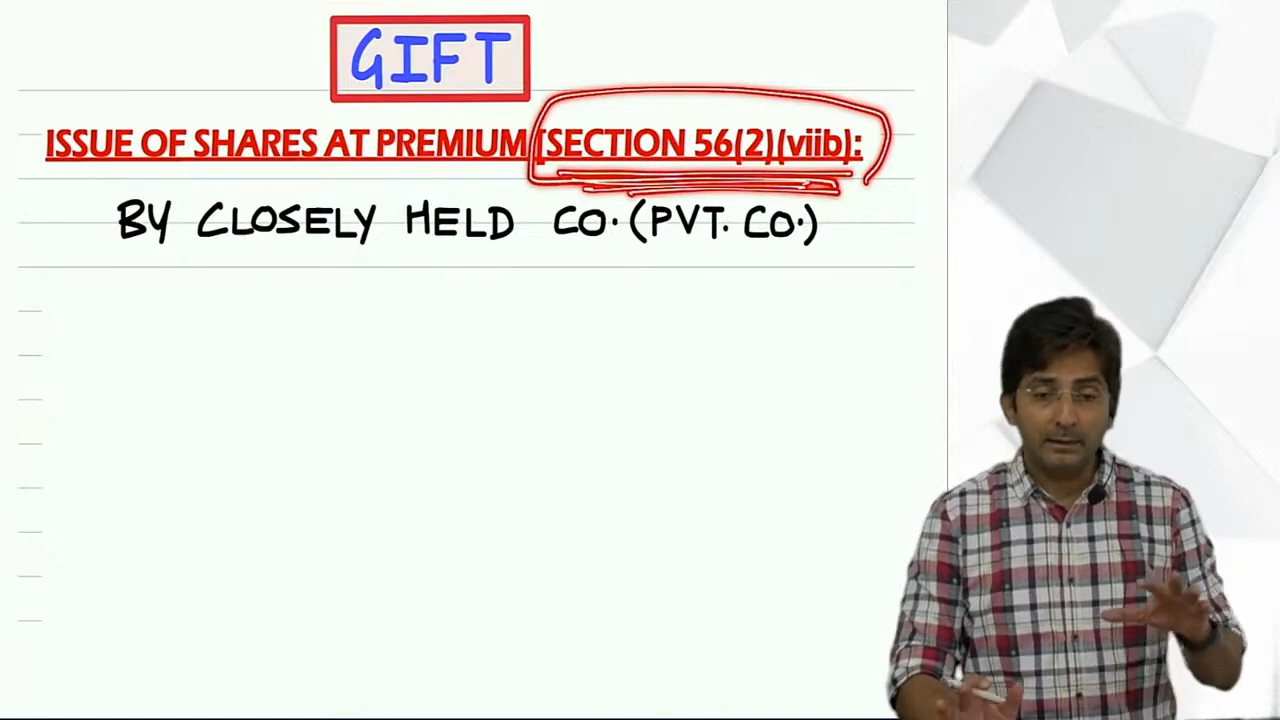 GIFT
ISSUE OF SHARES AT PREMIUM [SECTION 56(2)(viib):
BY CLOSELY HELD CO. (PVT. CO.)